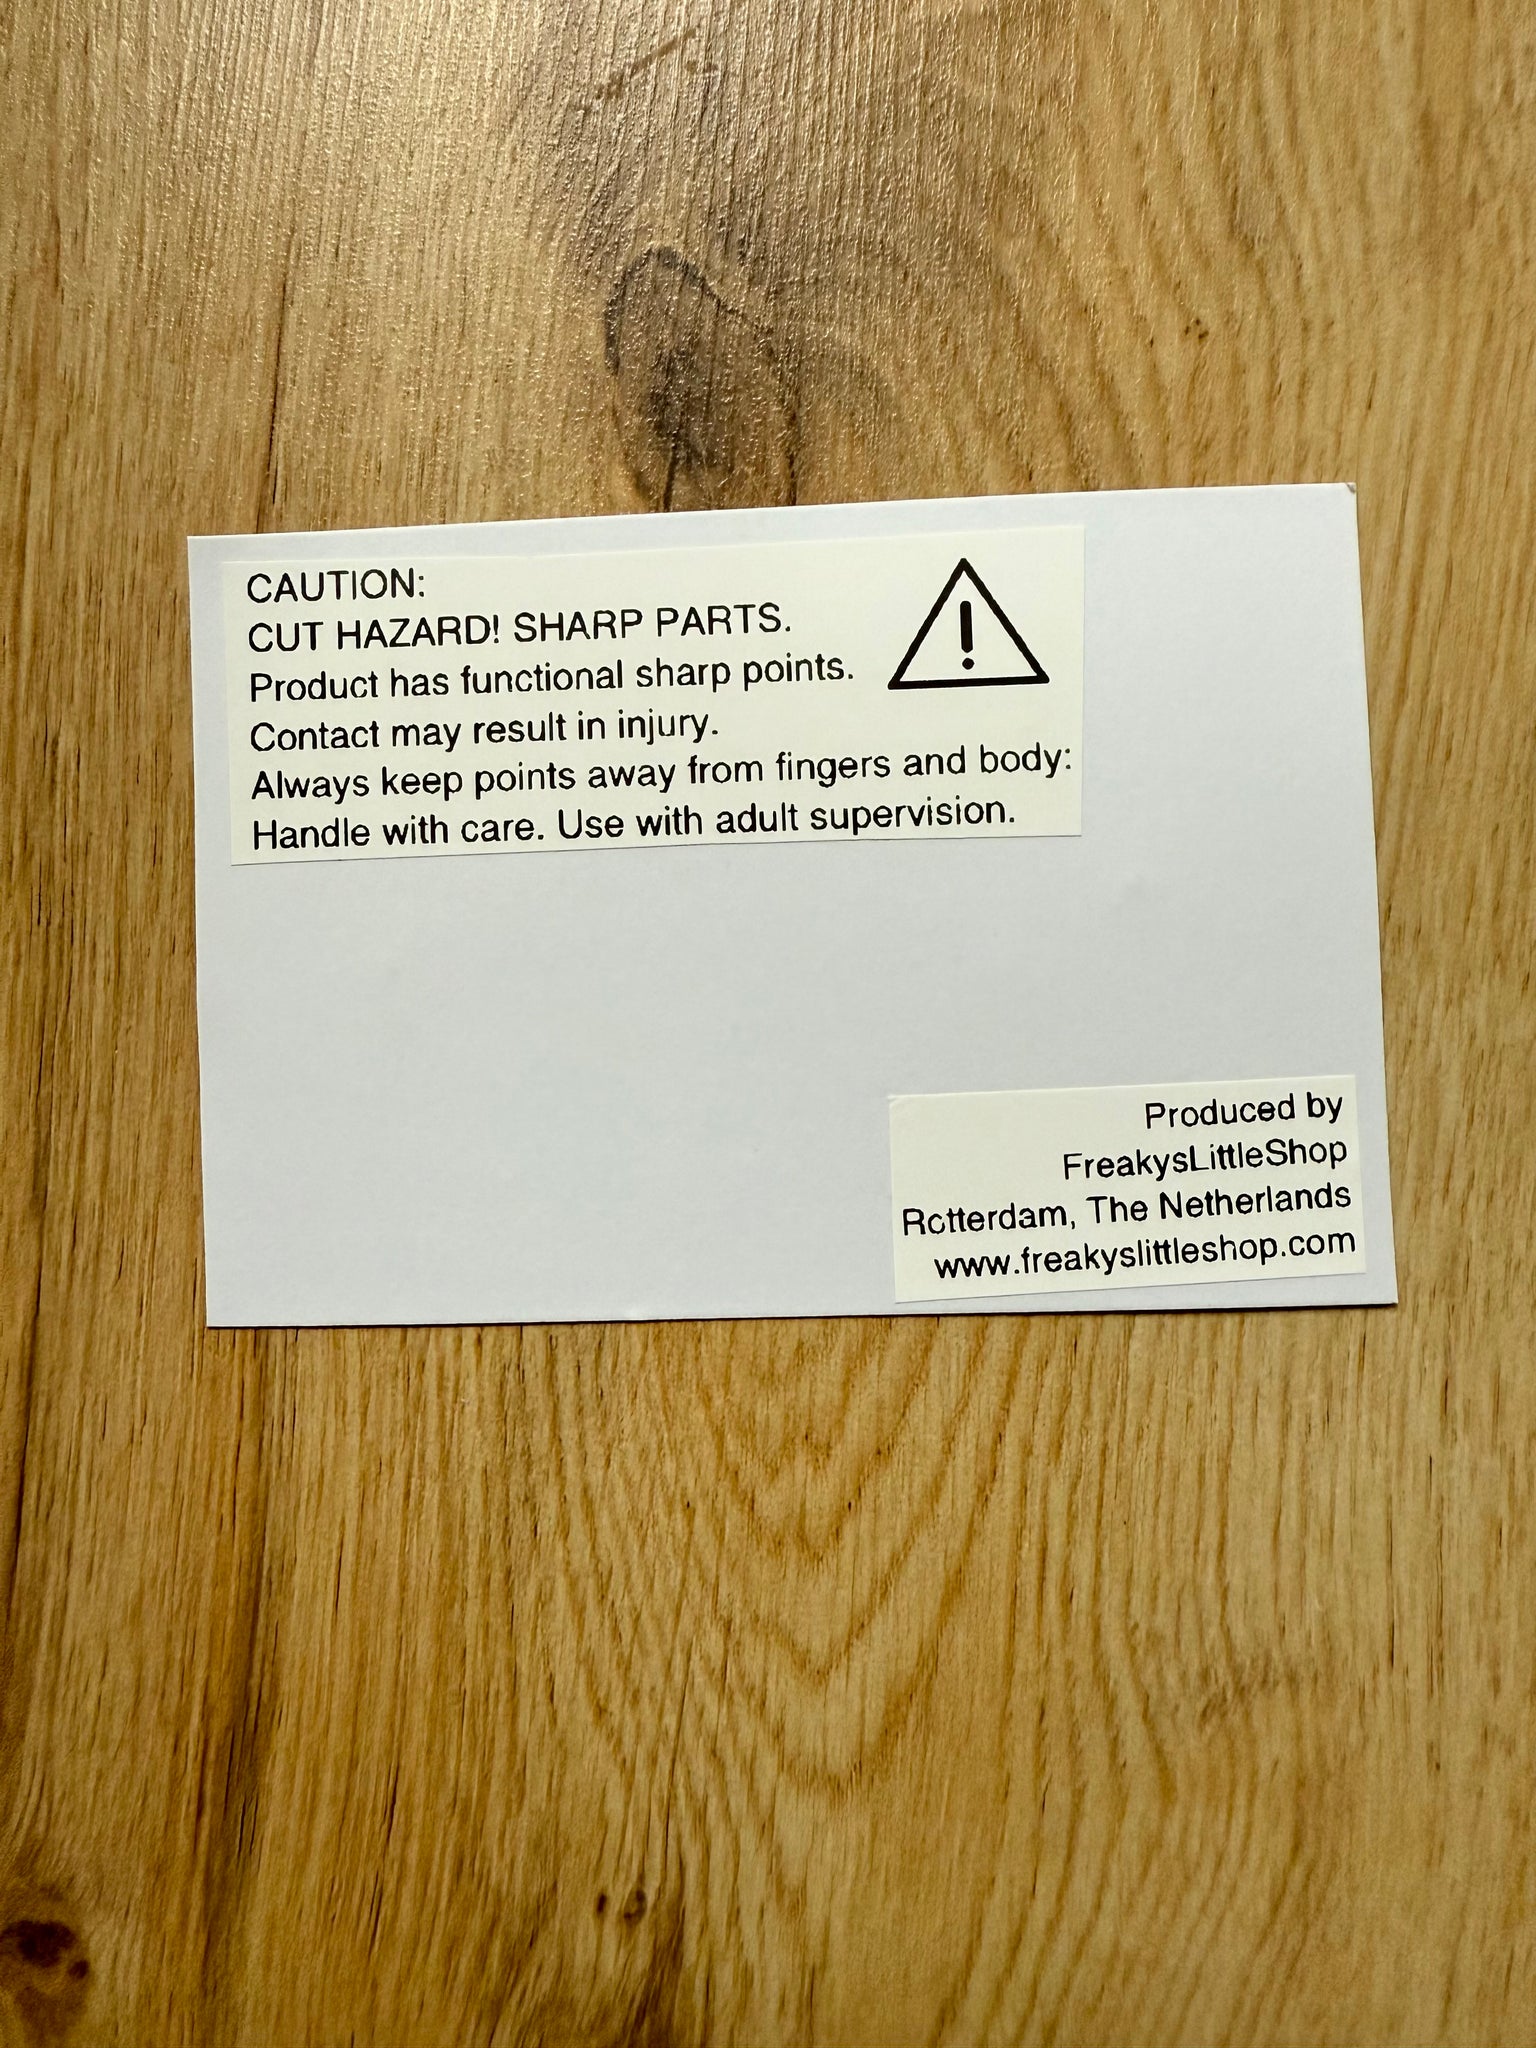 CAUTION:
CUT HAZARD! SHARP PARTS.
Product has functional sharp points.
Contact may result in injury.
Always keep points away from fingers and body:
Handle with care. Use with adult supervision.
Produced by
FreakysLittleShop
Rotterdam, The Netherlands
www.freakyslittleshop.com